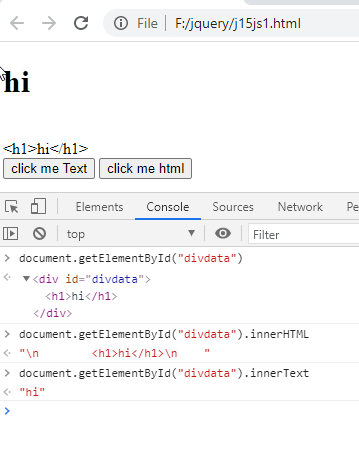 File | F:/jquery/j15js1.html
hi
<h1>hi</h1>
click me Text click me html
Elements Console Sources Network Pe
top Filter
document.getElementById("divdata")
<div id="divdata">
<h1>hi</h1>
</div>
document.getElementById("divdata").innerHTML
"\n <h1>hi</h1>\n "
document.getElementById("divdata").innerText
"hi"